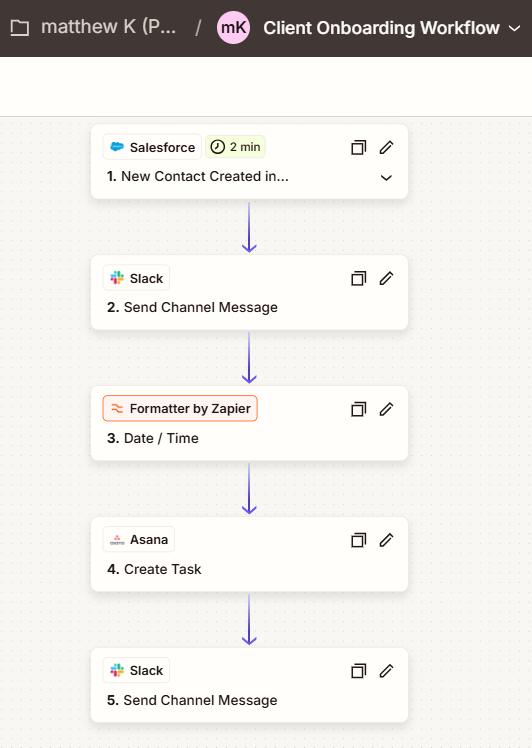 matthew K (P... / mK Client Onboarding Workflow
Salesforce 2 min
1. New Contact Created in...
Slack
2. Send Channel Message
Formatter by Zapier
3. Date / Time
asana Asana
4. Create Task
Slack
5. Send Channel Message